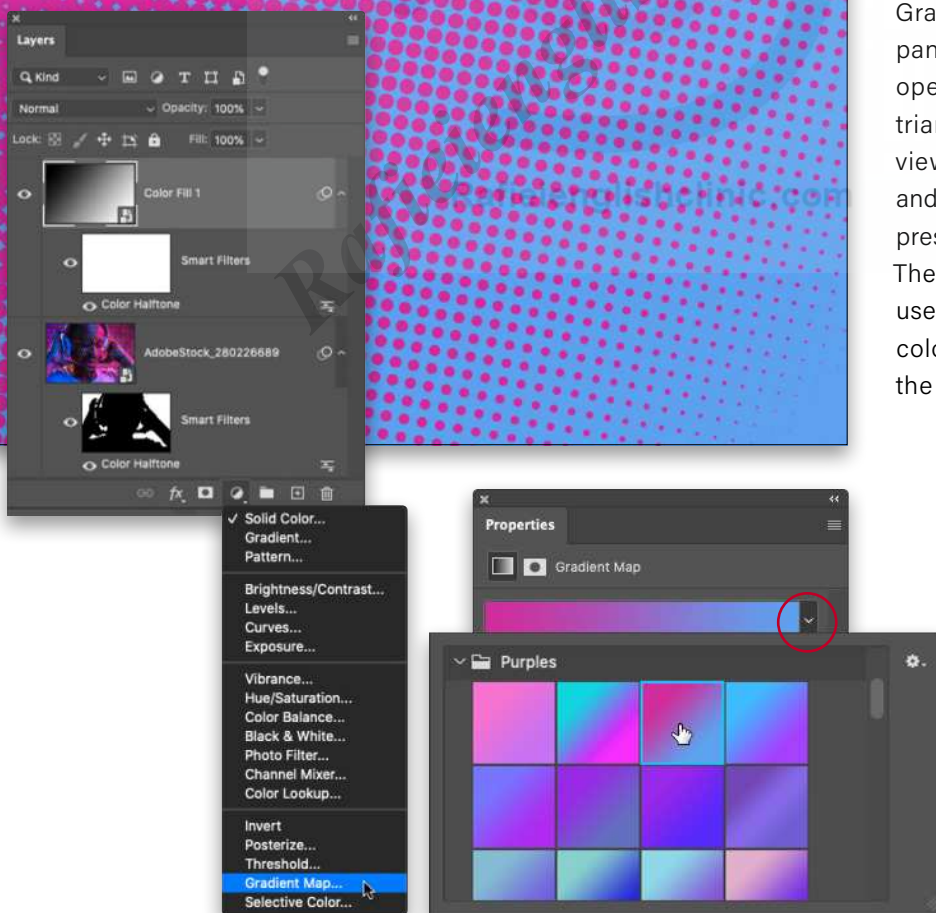 Layers
Kind
Normal
Opacity: 100%
Lock:
Fill: 100%
Color Fill 1
Smart Filters
Color Halftone
AdobeStock_280226689
Smart Filters
Color Halftone
fx
✓ Solid Color...
Gradient...
Pattern...
Brightness/Contrast...
Levels...
Curves...
Exposure...
Vibrance...
Hue/Saturation...
Color Balance...
Black & White...
Photo Filter...
Channel Mixer...
Color Lookup...
Invert
Posterize...
Threshold...
Gradient Map...
Selective Color...
Properties
Gradient Map
Purples
Gra
pan
ope
trian
view
and
pres
The
use
colo
the